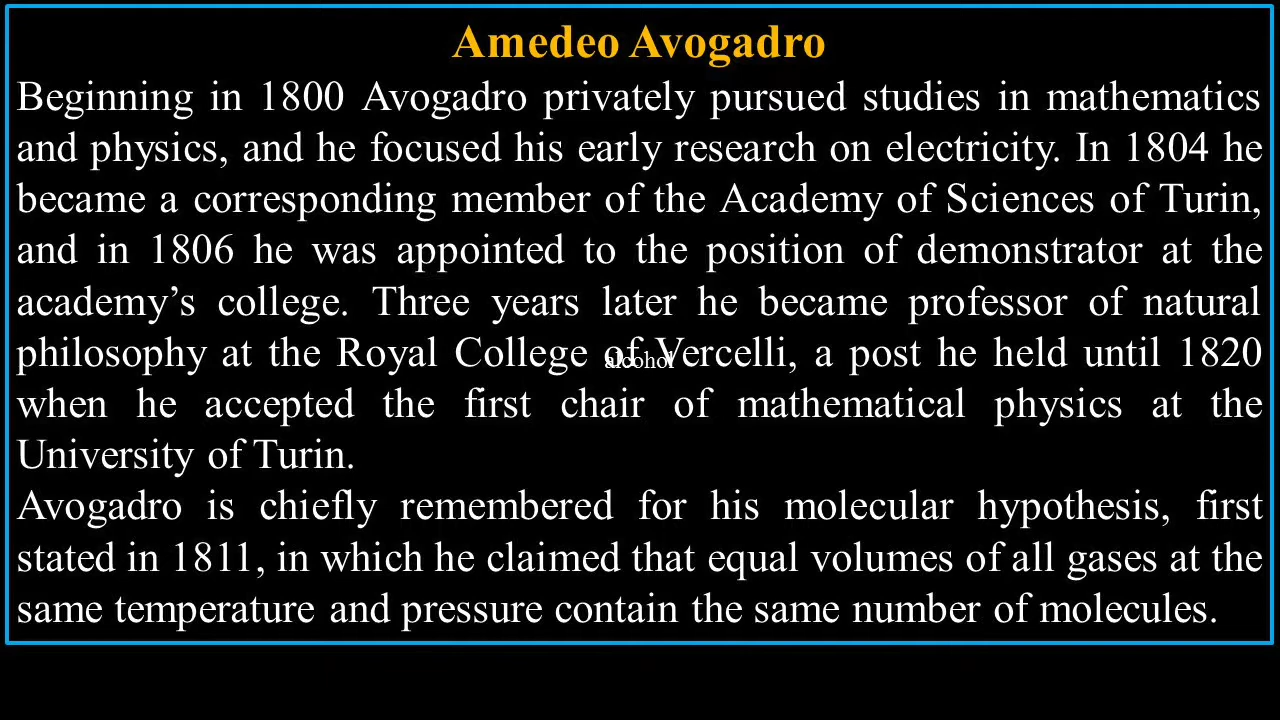 Amedeo Avogadro
Beginning in 1800 Avogadro privately pursued studies in mathematics
and physics, and he focused his early research on electricity. In 1804 he
became a corresponding member of the Academy of Sciences of Turin,
and in 1806 he was appointed to the position of demonstrator at the
academy’s college. Three years later he became professor of natural
philosophy at the Royal College of Vercelli, a post he held until 1820
alcohol
when he accepted the first chair of mathematical physics at the
University of Turin.
Avogadro is chiefly remembered for his molecular hypothesis, first
stated in 1811, in which he claimed that equal volumes of all gases at the
same temperature and pressure contain the same number of molecules.